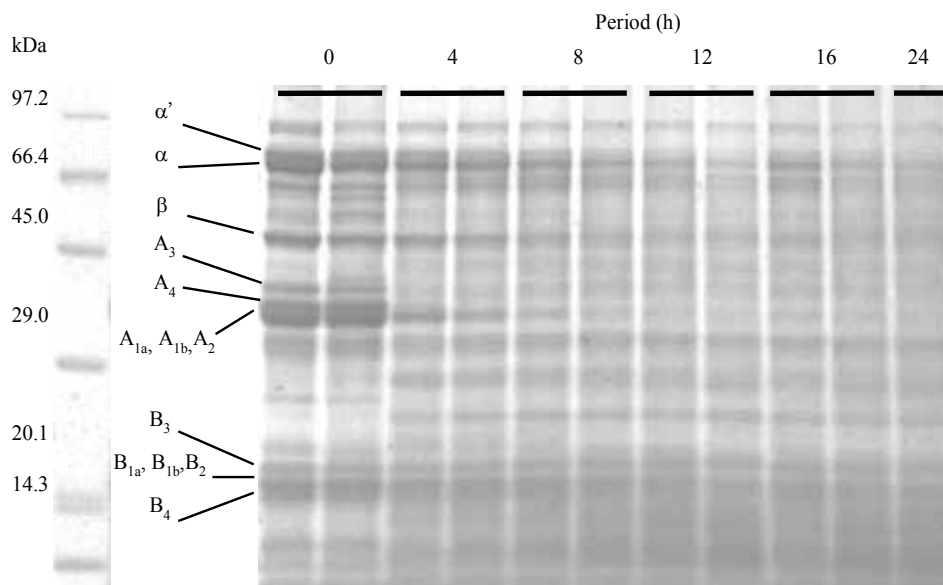 Period (h)
kDa
0 4 8 12 16 24
97.2
α’
66.4
α
45.0
β
A3
A4
29.0
A1a, A1b,A2
B3
20.1
B1a, B1b,B2
14.3
B4